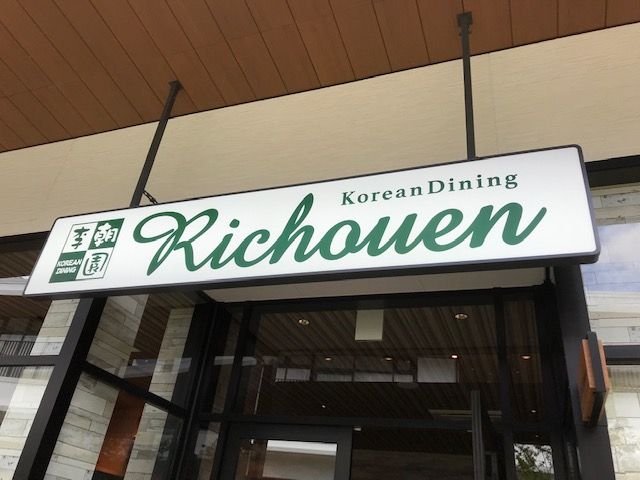 李朝園
KOREAN
DINING
KoreanDining
Richouen